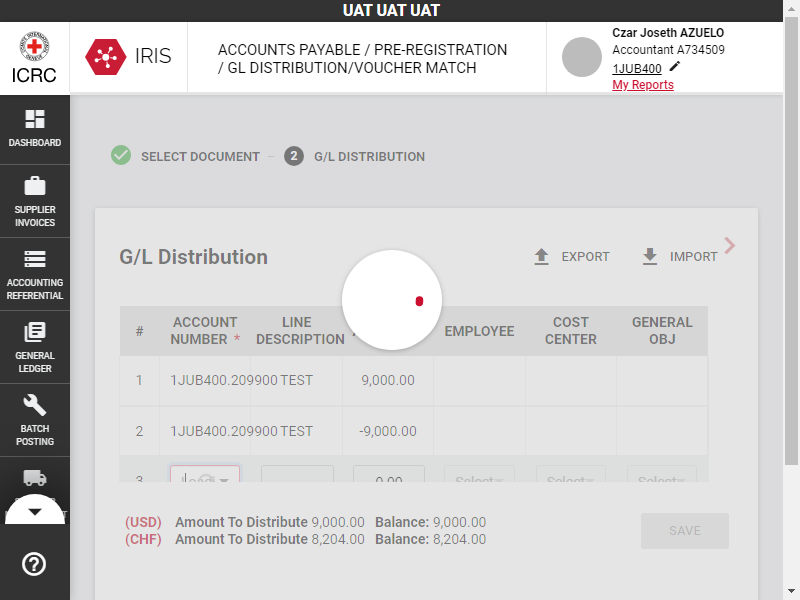 UAT UAT UAT
ICRC
IRIS
ACCOUNTS PAYABLE / PRE-REGISTRATION
/ GL DISTRIBUTION/VOUCHER MATCH
Czar Joseth AZUELO
Accountant A734509
1JUB400
My Reports
DASHBOARD
SUPPLIER
INVOICES
ACCOUNTING
REFERENTIAL
GENERAL
LEDGER
BATCH
POSTING
SELECT DOCUMENT
2 G/L DISTRIBUTION
G/L Distribution
EXPORT
IMPORT
# ACCOUNT NUMBER * LINE DESCRIPTION EMPLOYEE COST CENTER GENERAL OBJ
1 1JUB400.209900 TEST 9,000.00
2 1JUB400.209900 TEST -9,000.00
3 0.00 Select Select Select
(USD) Amount To Distribute 9,000.00 Balance: 9,000.00
(CHF) Amount To Distribute 8,204.00 Balance: 8,204.00
SAVE